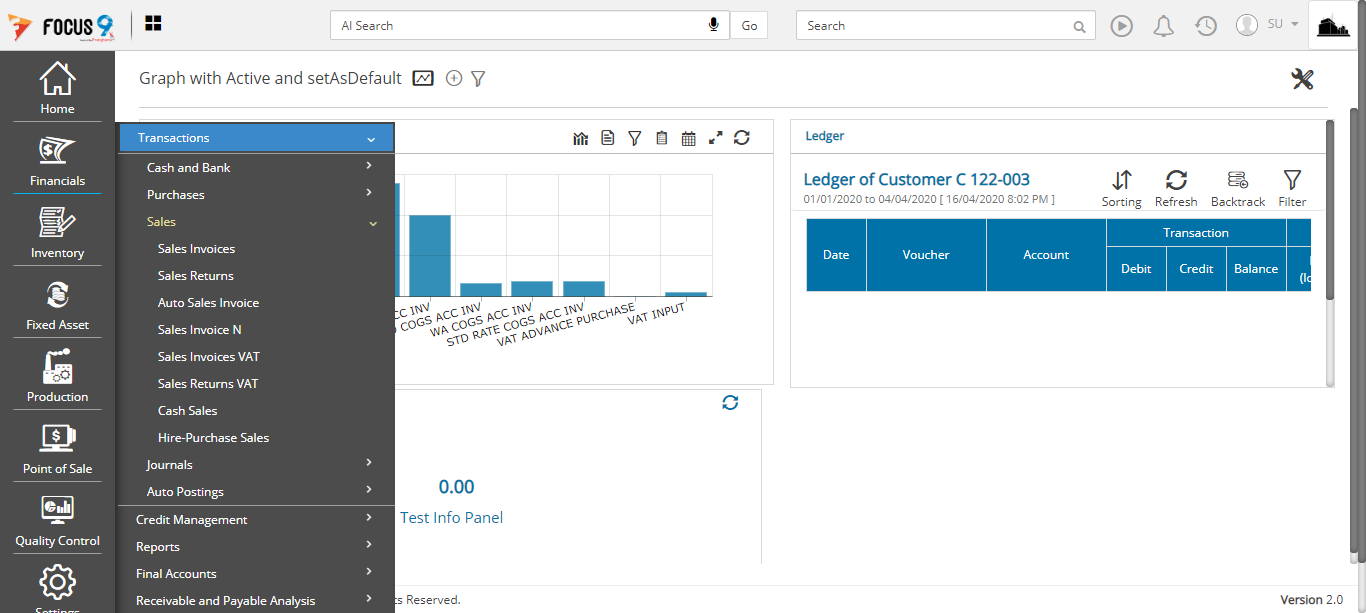 FOCUS 9
AI Search
Go
Search
SU
Graph with Active and setAsDefault
Home
Financials
Inventory
Fixed Asset
Production
Point of Sale
Quality Control
Settings
Transactions
Cash and Bank
Purchases
Sales
Sales Invoices
Sales Returns
Auto Sales Invoice
Sales Invoice N
Sales Invoices VAT
Sales Returns VAT
Cash Sales
Hire-Purchase Sales
Journals
Auto Postings
Credit Management
Reports
Final Accounts
Receivable and Payable Analysis
CC INV
COGS ACC INV
WA COGS ACC INV
STD RATE COGS ACC INV
VAT ADVANCE PURCHASE
VAT INPUT
0.00
Test Info Panel
Ledger
Ledger of Customer C 122-003
01/01/2020 to 04/04/2020 [ 16/04/2020 8:02 PM ]
Sorting Refresh Backtrack Filter
Date Voucher Account Transaction
Debit Credit Balance
ts Reserved.
Version 2.0